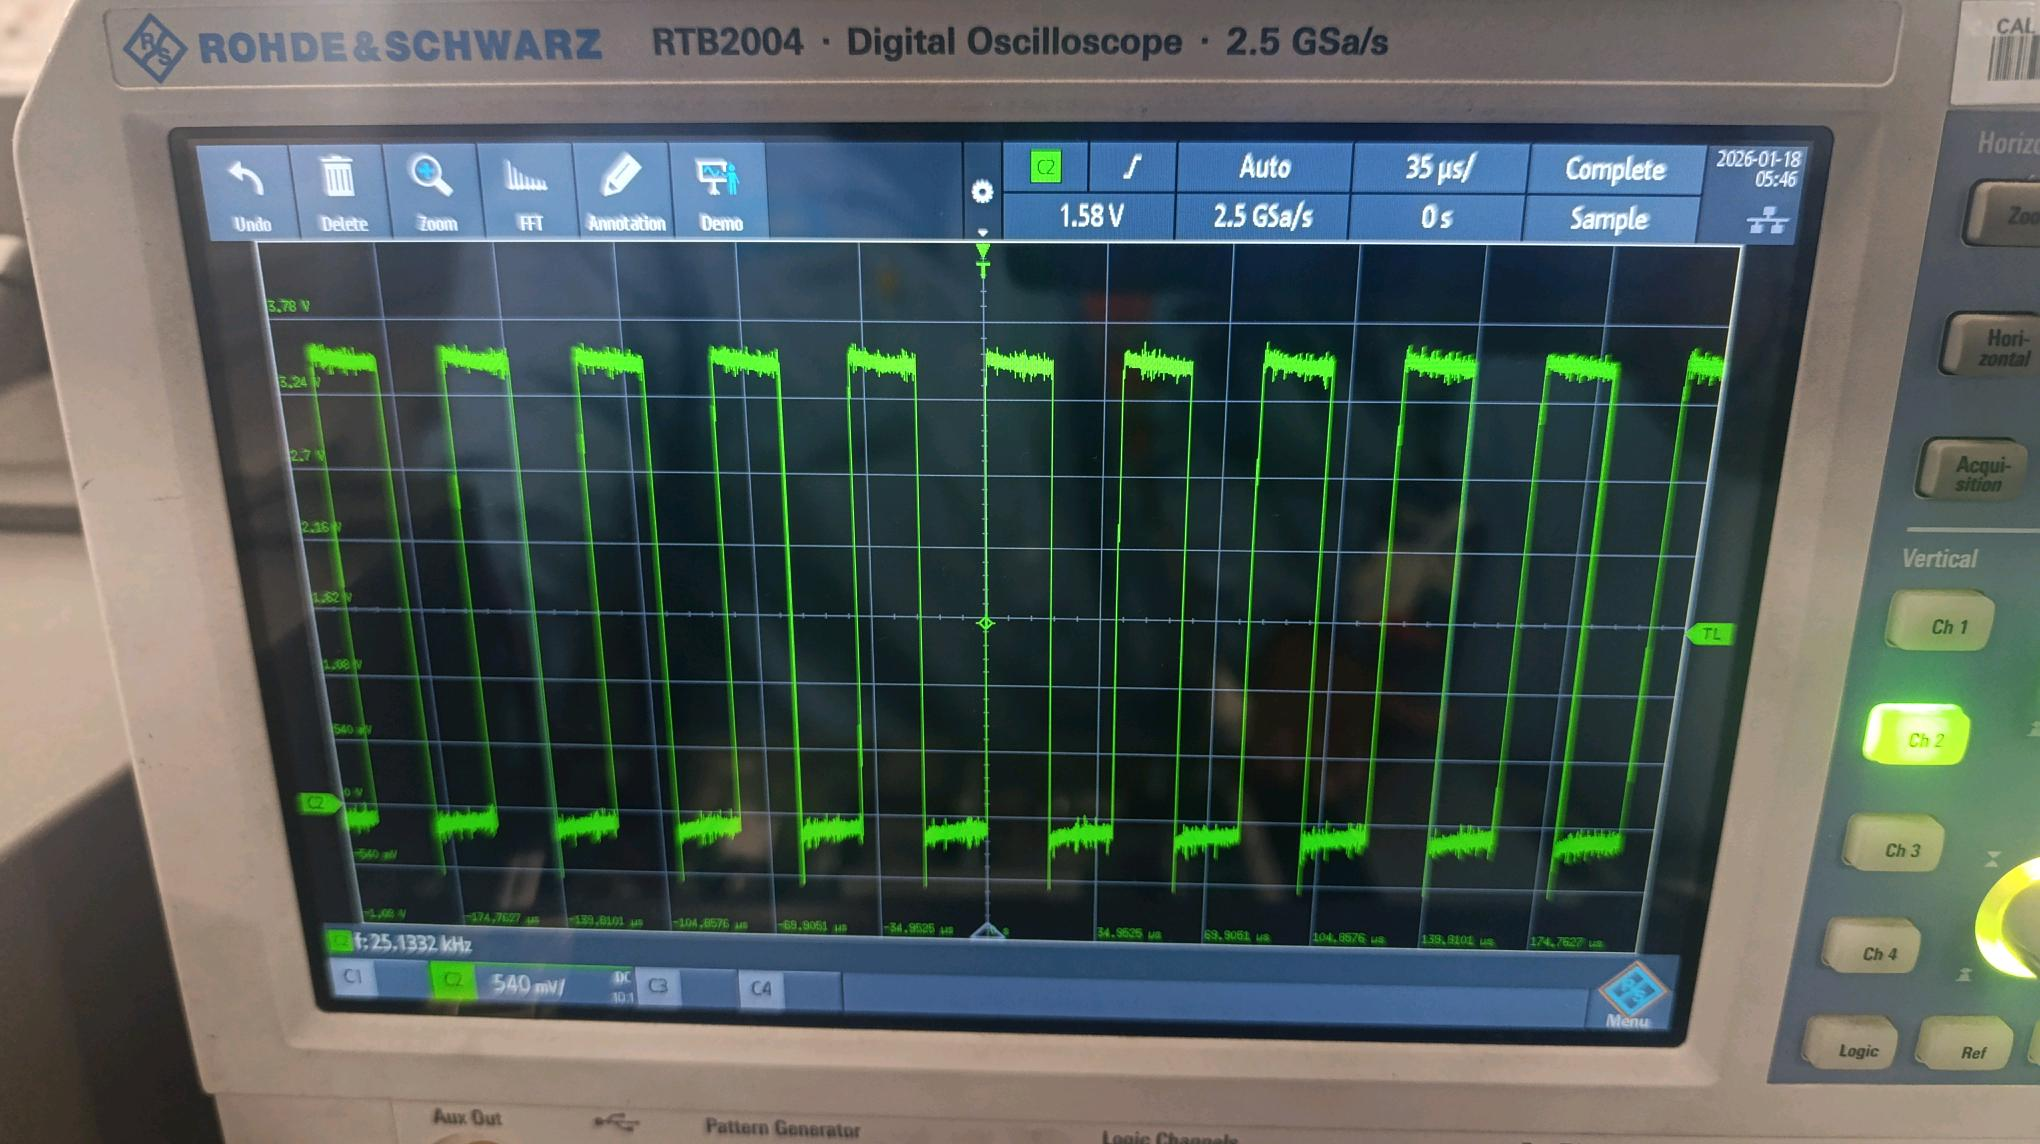 ROHDE&SCHWARZ RTB2004 · Digital Oscilloscope · 2.5 GSa/s
CAL
Undo Delete Zoom FFT Annotation Demo
C2 Auto 35 µs/ Complete
1.58 V 2.5 GSa/s 0 s Sample
2026-01-18
05:46
T
3.78 V
3.24 V
2.7 V
2.16 V
1.62 V
TL
1.08 V
540 mV
0 V
C2
-540 mV
-1.08 V
-174.7627 µs -139.8101 µs -104.8576 µs -69.9051 µs -34.9525 µs 34.9525 µs 69.9051 µs 104.8576 µs 139.8101 µs 174.7627 µs
C2 f: 25.1332 kHz
C1 C2 540 mV/ DC 10:1 C3 C4
Menu
Hori-
zontal
Acqui-
sition
Vertical
Ch 1
Ch 2
Ch 3
Ch 4
Logic Ref
Aux Out Pattern Generator Logic Channels